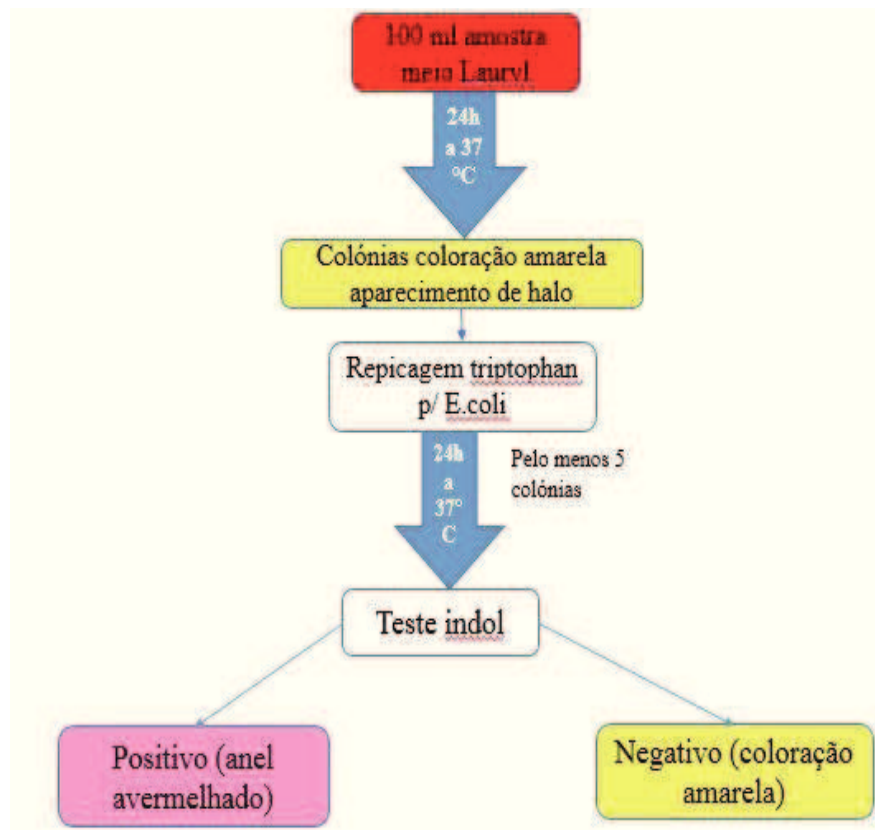 100 ml amostra
meio Lauryl
24h
a 37
°C
Colónias coloração amarela
aparecimento de halo
Repicagem triptophan
p/ E.coli
24h
a
37°
C
Pelo menos 5
colónias
Teste indol
Positivo (anel
avermelhado)
Negativo (coloração
amarela)